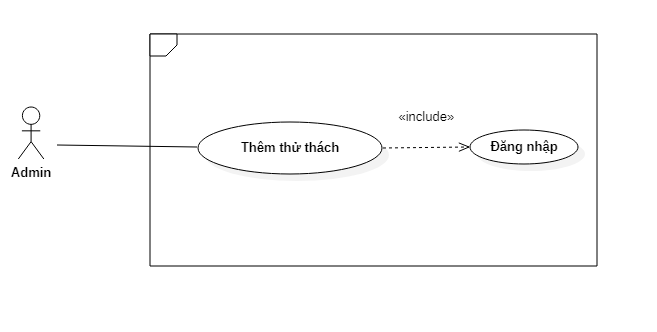 «include»
Thêm thử thách
Đăng nhập
Admin